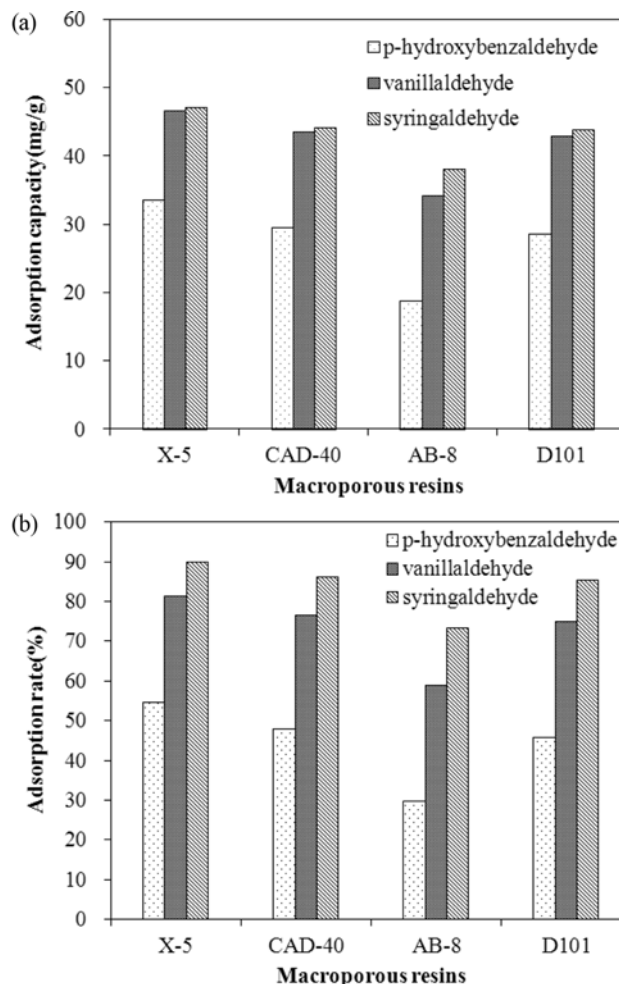 (a)
60
50
40
30
20
10
0
Adsorption capacity(mg/g)
p-hydroxybenzaldehyde
vanillaldehyde
syringaldehyde
X-5 CAD-40 AB-8 D101
Macroporous resins
(b)
100
90
80
70
60
50
40
30
20
10
0
Adsorption rate(%)
p-hydroxybenzaldehyde
vanillaldehyde
syringaldehyde
X-5 CAD-40 AB-8 D101
Macroporous resins